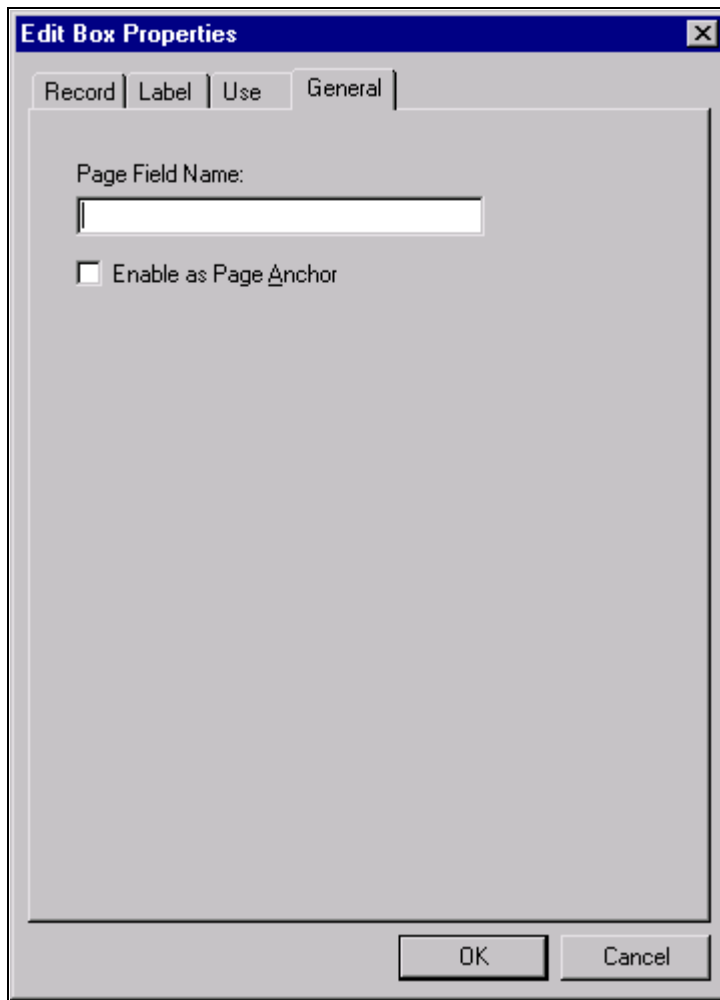 Edit Box Properties
Record Label Use General
Page Field Name:
Enable as Page Anchor
OK Cancel